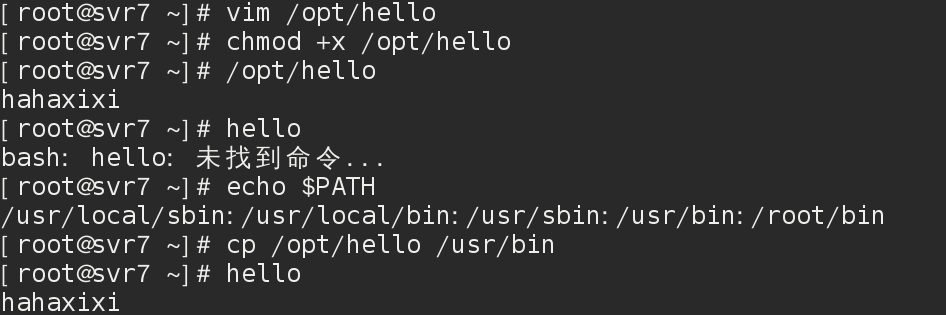 [root@svr7 ~]# vim /opt/hello
[root@svr7 ~]# chmod +x /opt/hello
[root@svr7 ~]# /opt/hello
hahaxixi
[root@svr7 ~]# hello
bash: hello: 未找到命令...
[root@svr7 ~]# echo $PATH
/usr/local/sbin:/usr/local/bin:/usr/sbin:/usr/bin:/root/bin
[root@svr7 ~]# cp /opt/hello /usr/bin
[root@svr7 ~]# hello
hahaxixi